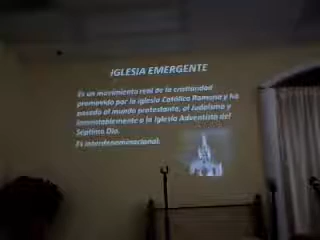 IGLESIA EMERGENTE
Es un movimiento real de la cristiandad
promovido por la Iglesia Católica Romana y ha
pasado al mundo protestante, al Judaísmo y
lamentablemente a la Iglesia Adventista del
Séptimo Día.
Es interdenominacional.